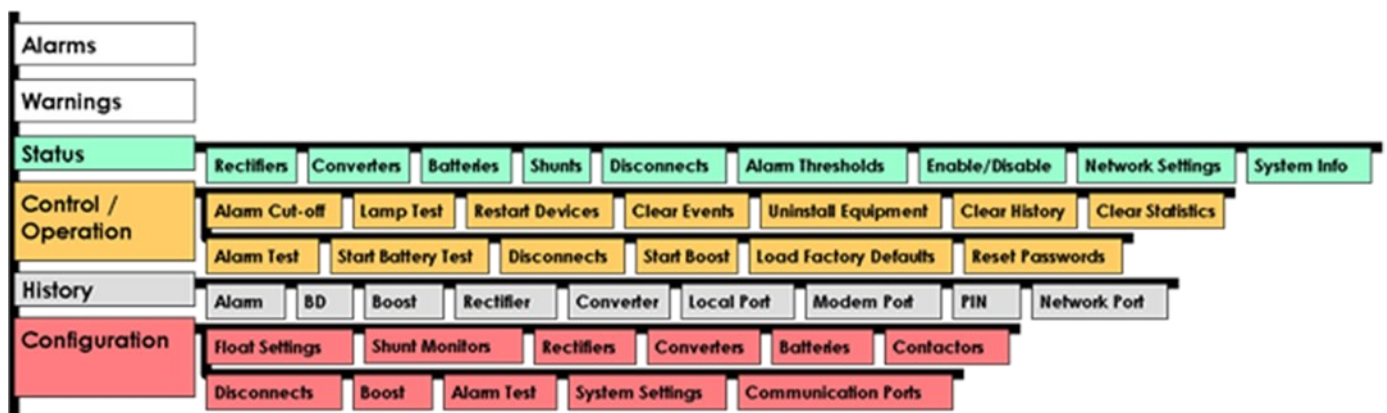 Alarms
Warnings
Status
Rectifiers Converters Batteries Shunts Disconnects Alarm Thresholds Enable/Disable Network Settings System Info
Control /
Operation
Alarm Cut-off Lamp Test Restart Devices Clear Events Uninstall Equipment Clear History Clear Statistics
Alarm Test Start Battery Test Disconnects Start Boost Load Factory Defaults Reset Passwords
History
Alarm BD Boost Rectifier Converter Local Port Modem Port PIN Network Port
Configuration
Float Settings Shunt Monitors Rectifiers Converters Batteries Contactors
Disconnects Boost Alarm Test System Settings Communication Ports